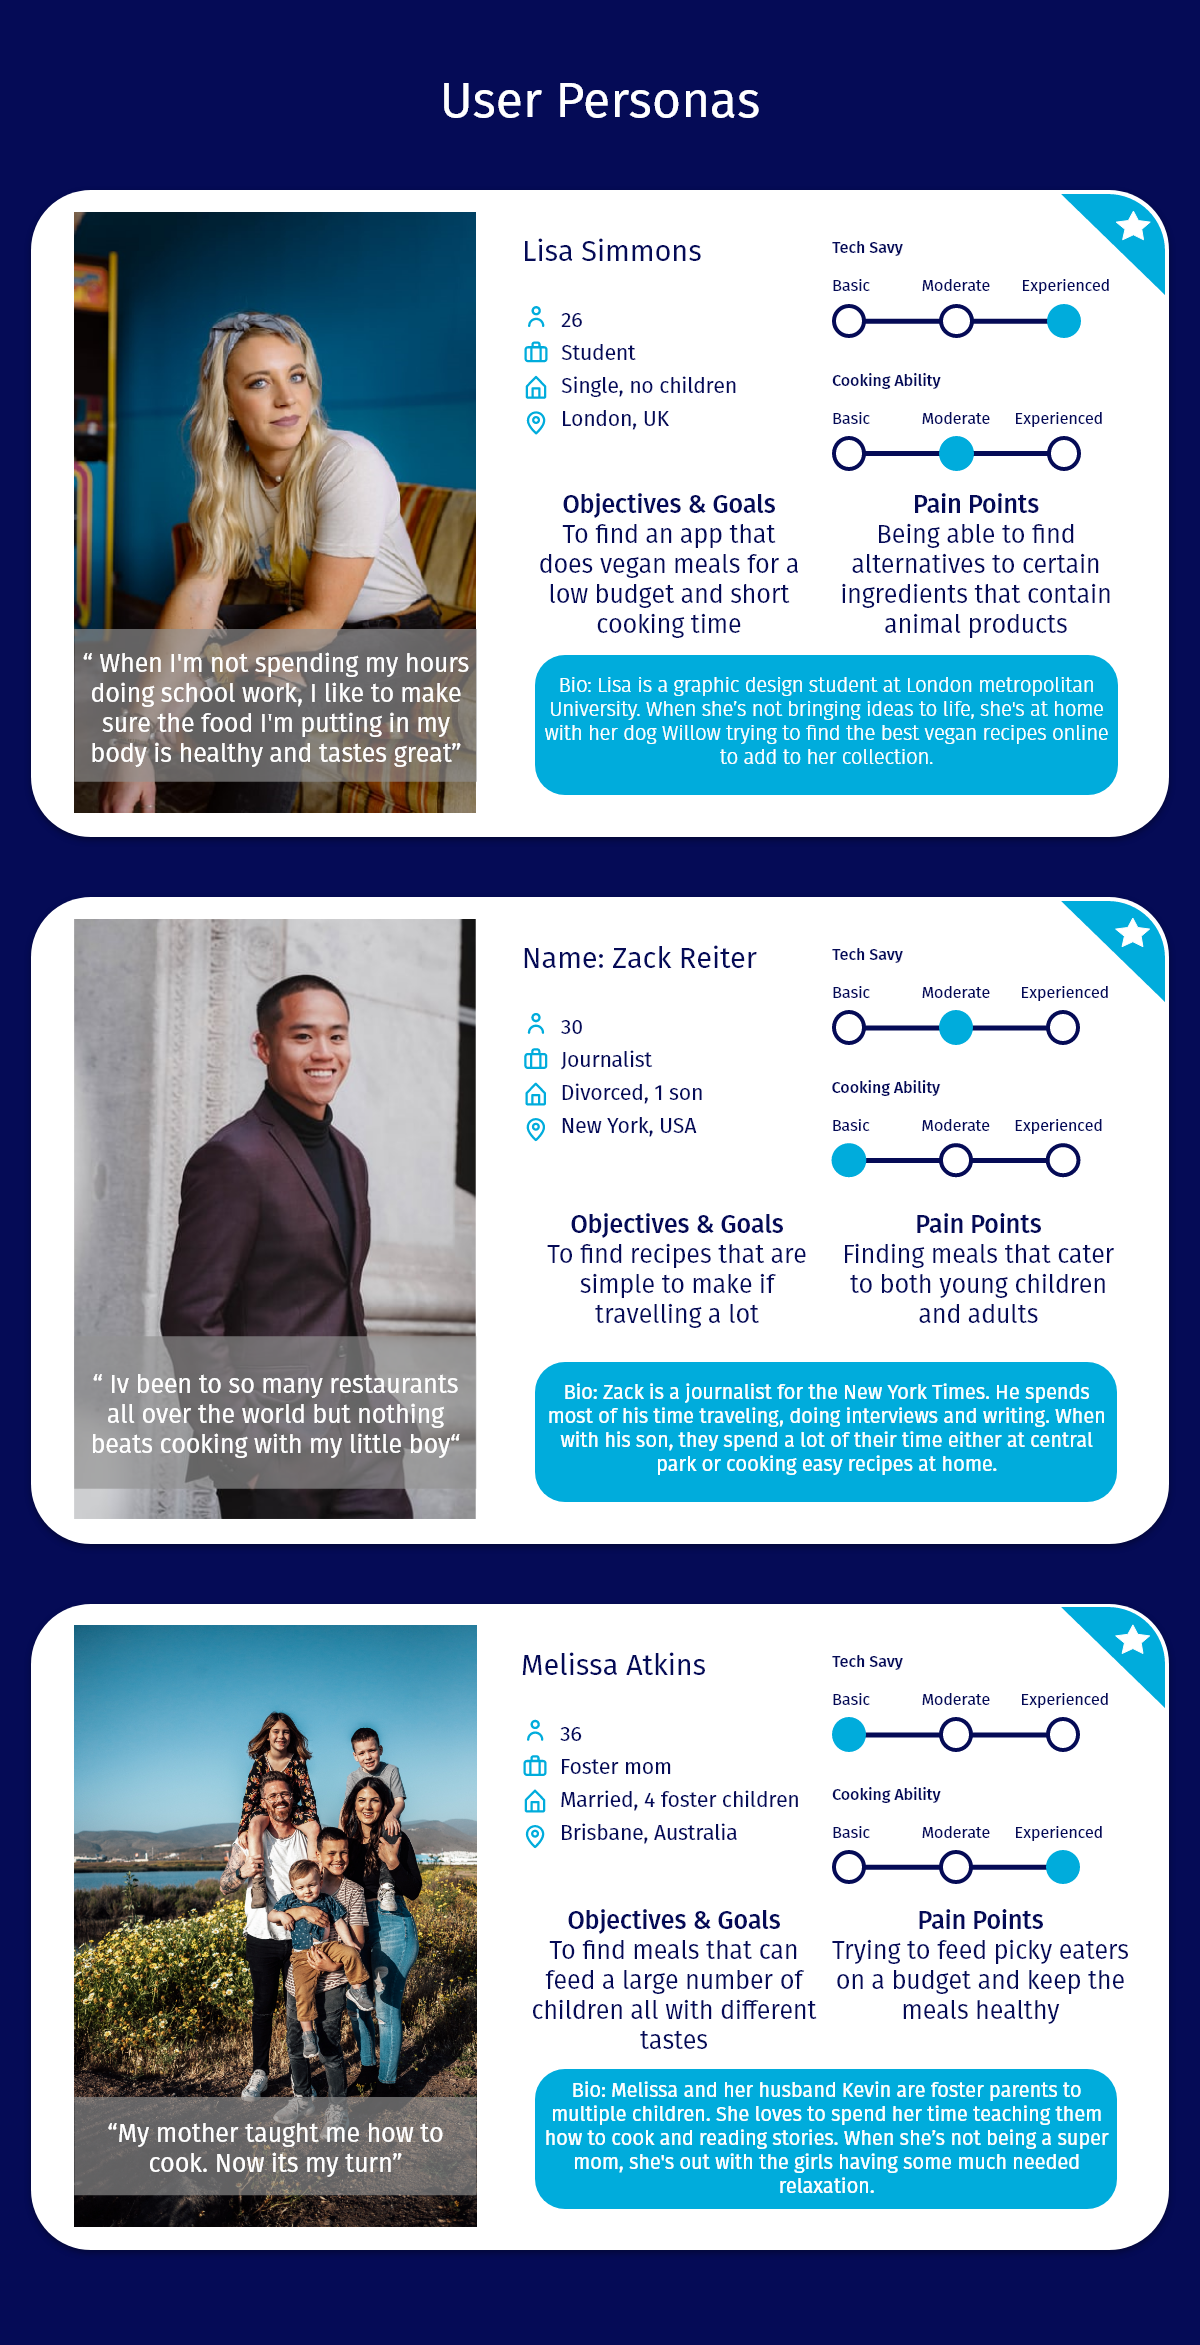 User Personas
Lisa Simmons
26
Student
Single, no children
London, UK
Tech Savy
Basic Moderate Experienced
Cooking Ability
Basic Moderate Experienced
Objectives & Goals
To find an app that
does vegan meals for a
low budget and short
cooking time
Pain Points
Being able to find
alternatives to certain
ingredients that contain
animal products
“ When I'm not spending my hours
doing school work, I like to make
sure the food I'm putting in my
body is healthy and tastes great”
Bio: Lisa is a graphic design student at London metropolitan
University. When she’s not bringing ideas to life, she's at home
with her dog Willow trying to find the best vegan recipes online
to add to her collection.
Name: Zack Reiter
30
Journalist
Divorced, 1 son
New York, USA
Tech Savy
Basic Moderate Experienced
Cooking Ability
Basic Moderate Experienced
Objectives & Goals
To find recipes that are
simple to make if
travelling a lot
Pain Points
Finding meals that cater
to both young children
and adults
“ Iv been to so many restaurants
all over the world but nothing
beats cooking with my little boy“
Bio: Zack is a journalist for the New York Times. He spends
most of his time traveling, doing interviews and writing. When
with his son, they spend a lot of their time either at central
park or cooking easy recipes at home.
Melissa Atkins
36
Foster mom
Married, 4 foster children
Brisbane, Australia
Tech Savy
Basic Moderate Experienced
Cooking Ability
Basic Moderate Experienced
Objectives & Goals
To find meals that can
feed a large number of
children all with different
tastes
Pain Points
Trying to feed picky eaters
on a budget and keep the
meals healthy
“My mother taught me how to
cook. Now its my turn”
Bio: Melissa and her husband Kevin are foster parents to
multiple children. She loves to spend her time teaching them
how to cook and reading stories. When she’s not being a super
mom, she's out with the girls having some much needed
relaxation.